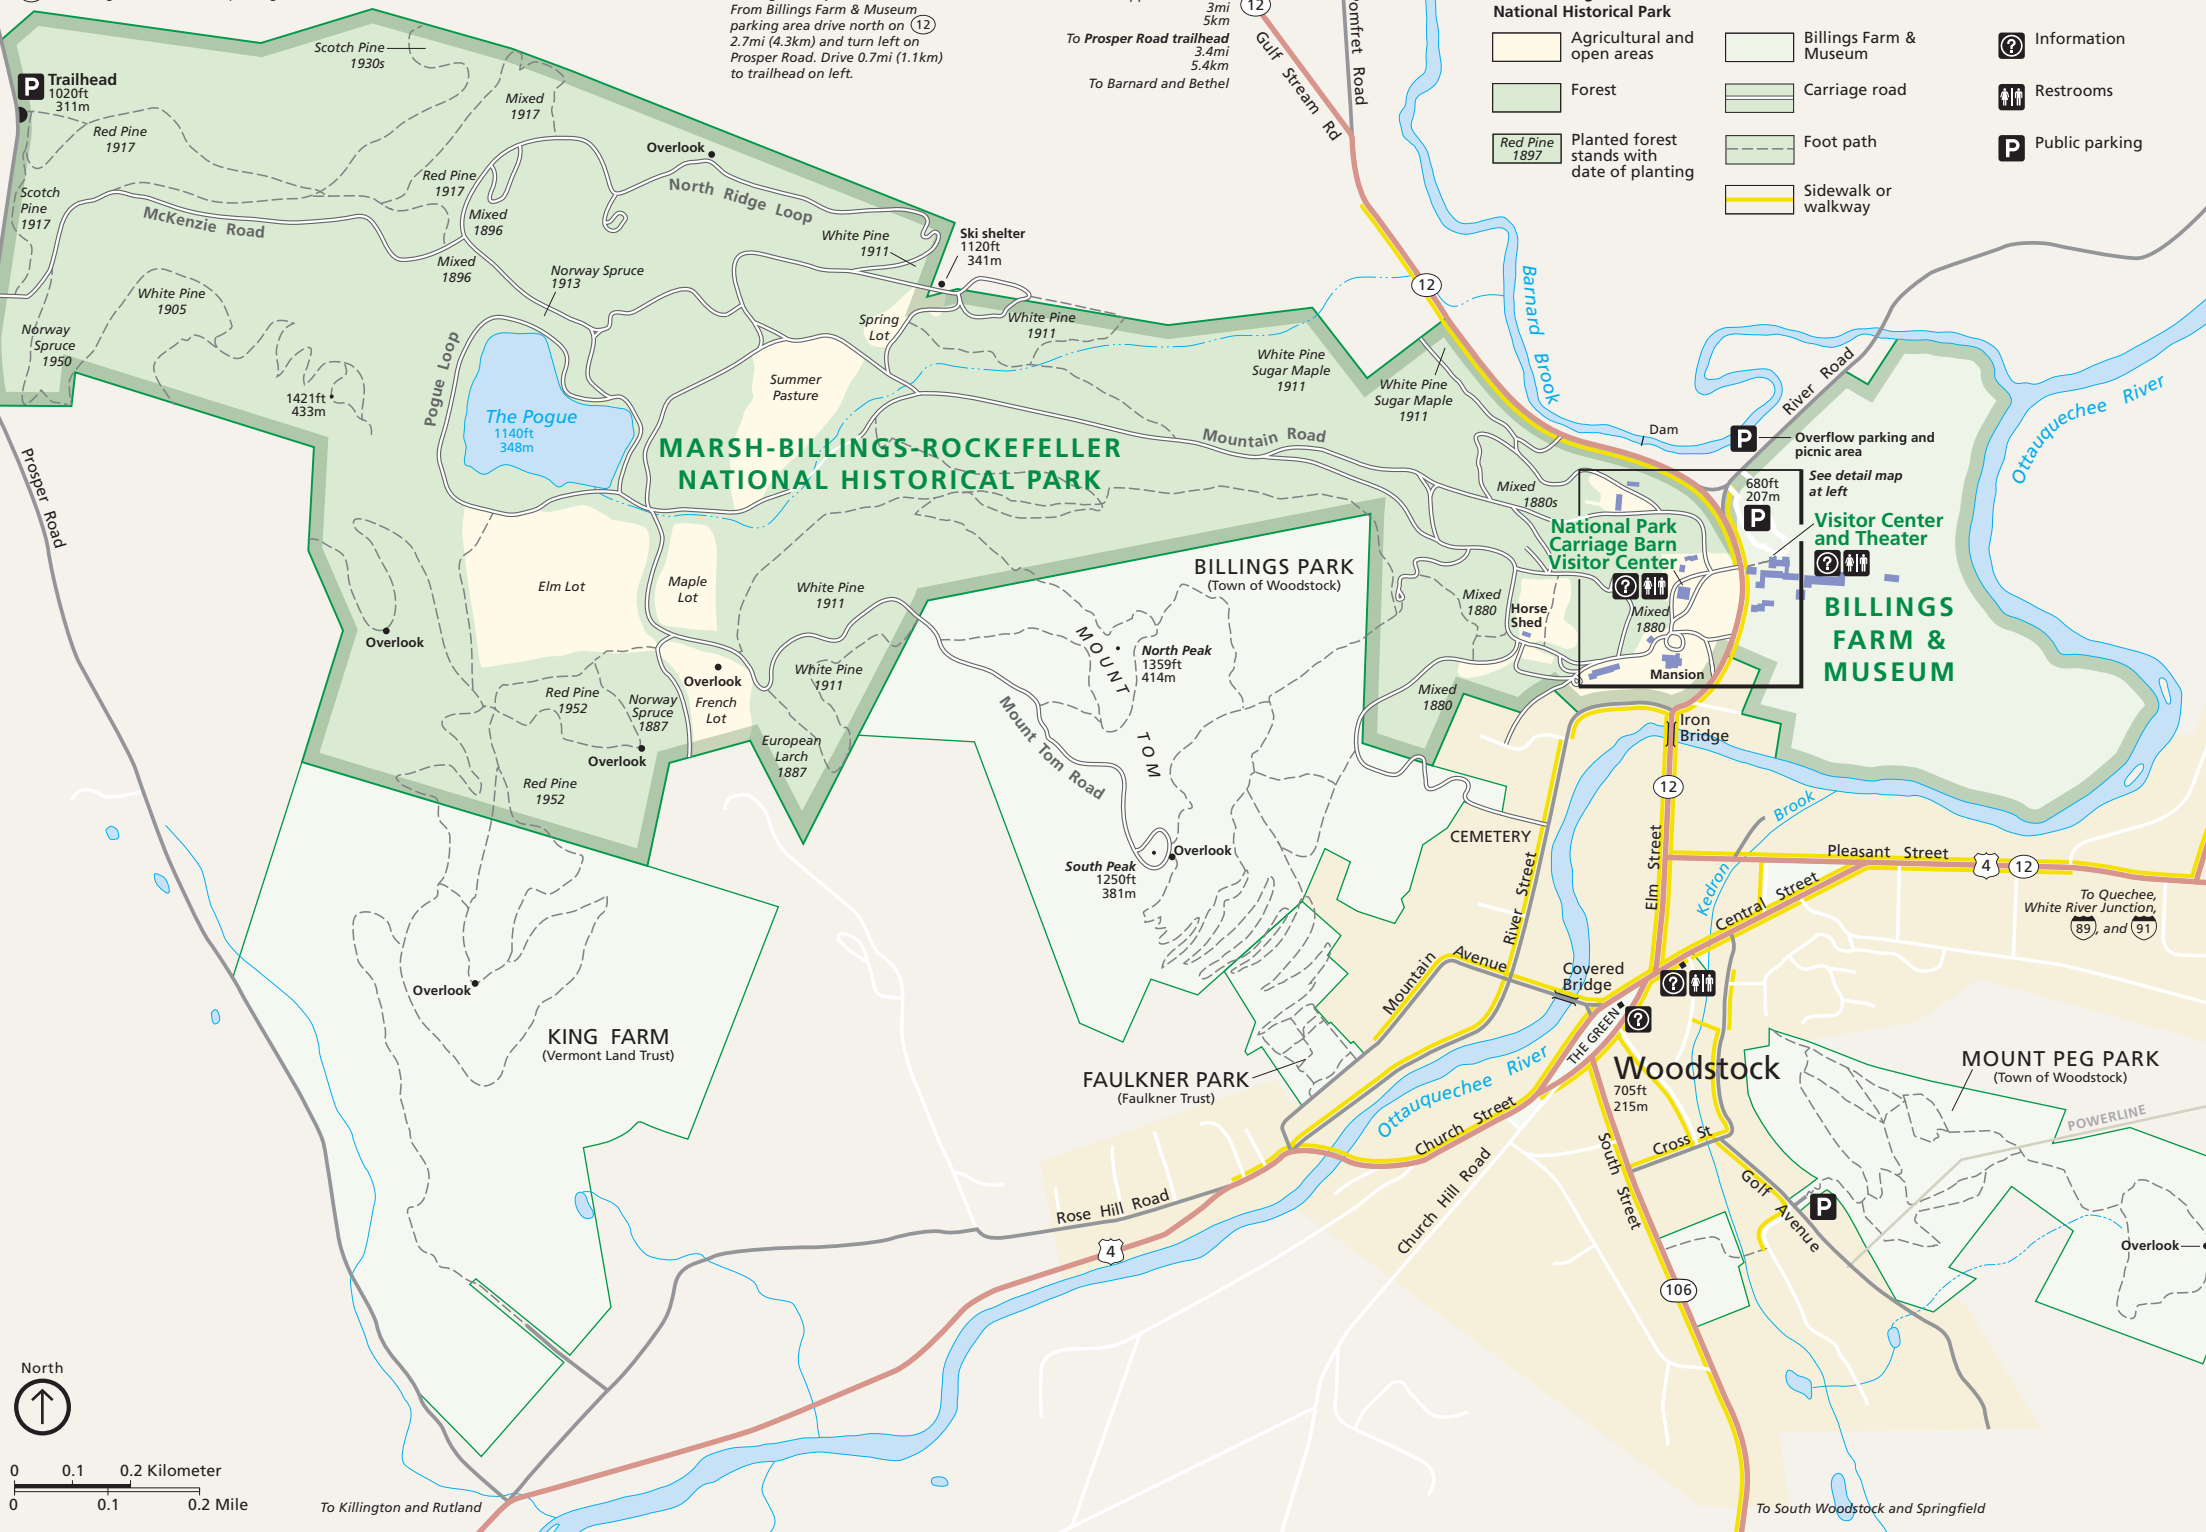 From Billings Farm & Museum
parking area drive north on 12
2.7mi (4.3km) and turn left on
Prosper Road. Drive 0.7mi (1.1km)
to trailhead on left.
3mi
5km
To Prosper Road trailhead
3.4mi
5.4km
To Barnard and Bethel
12
Gulf Stream Rd
Pomfret Road
National Historical Park
Agricultural and
open areas
Forest
Red Pine
1897
Planted forest
stands with
date of planting
Billings Farm &
Museum
Carriage road
Foot path
Sidewalk or
walkway
?
Information
Restrooms
P
Public parking
P
Trailhead
1020ft
311m
Scotch Pine
1930s
Mixed
1917
Red Pine
1917
Scotch
Pine
1917
McKenzie Road
Red Pine
1917
Mixed
1896
Mixed
1896
Overlook
North Ridge Loop
White Pine
1911
Ski shelter
1120ft
341m
Norway Spruce
1913
White Pine
1905
Norway
Spruce
1950
1421ft
433m
Pogue Loop
The Pogue
1140ft
348m
Spring
Lot
White Pine
1911
Summer
Pasture
White Pine
Sugar Maple
1911
White Pine
Sugar Maple
1911
12
Barnard Brook
River Road
Ottauquechee River
Dam
P
Overflow parking and
picnic area
See detail map
at left
MARSH-BILLINGS-ROCKEFELLER
NATIONAL HISTORICAL PARK
Mountain Road
Prosper Road
Mixed
1880s
680ft
207m
P
National Park
Carriage Barn
Visitor Center
?
Visitor Center
and Theater
?
BILLINGS
FARM &
MUSEUM
Mixed
1880
Horse
Shed
Mixed
1880
Mansion
Mixed
1880
BILLINGS PARK
(Town of Woodstock)
Elm Lot
Maple
Lot
White Pine
1911
Overlook
White Pine
1911
Overlook
French
Lot
Red Pine
1952
Norway
Spruce
1887
Overlook
European
Larch
1887
Red Pine
1952
North Peak
1359ft
414m
MOUNT TOM
Mount Tom Road
South Peak
1250ft
381m
Overlook
Iron
Bridge
12
Elm Street
CEMETERY
River Street
Kedron Brook
Pleasant Street
4
12
Central Street
To Quechee,
White River Junction,
89, and 91
Mountain Avenue
Covered
Bridge
?
?
THE GREEN
Woodstock
705ft
215m
Overlook
KING FARM
(Vermont Land Trust)
FAULKNER PARK
(Faulkner Trust)
Ottauquechee River
Church Street
Church Hill Road
South Street
Cross St
Golf Avenue
P
MOUNT PEG PARK
(Town of Woodstock)
POWERLINE
Overlook
Rose Hill Road
4
106
North
0 0.1 0.2 Kilometer
0 0.1 0.2 Mile
To Killington and Rutland
To South Woodstock and Springfield